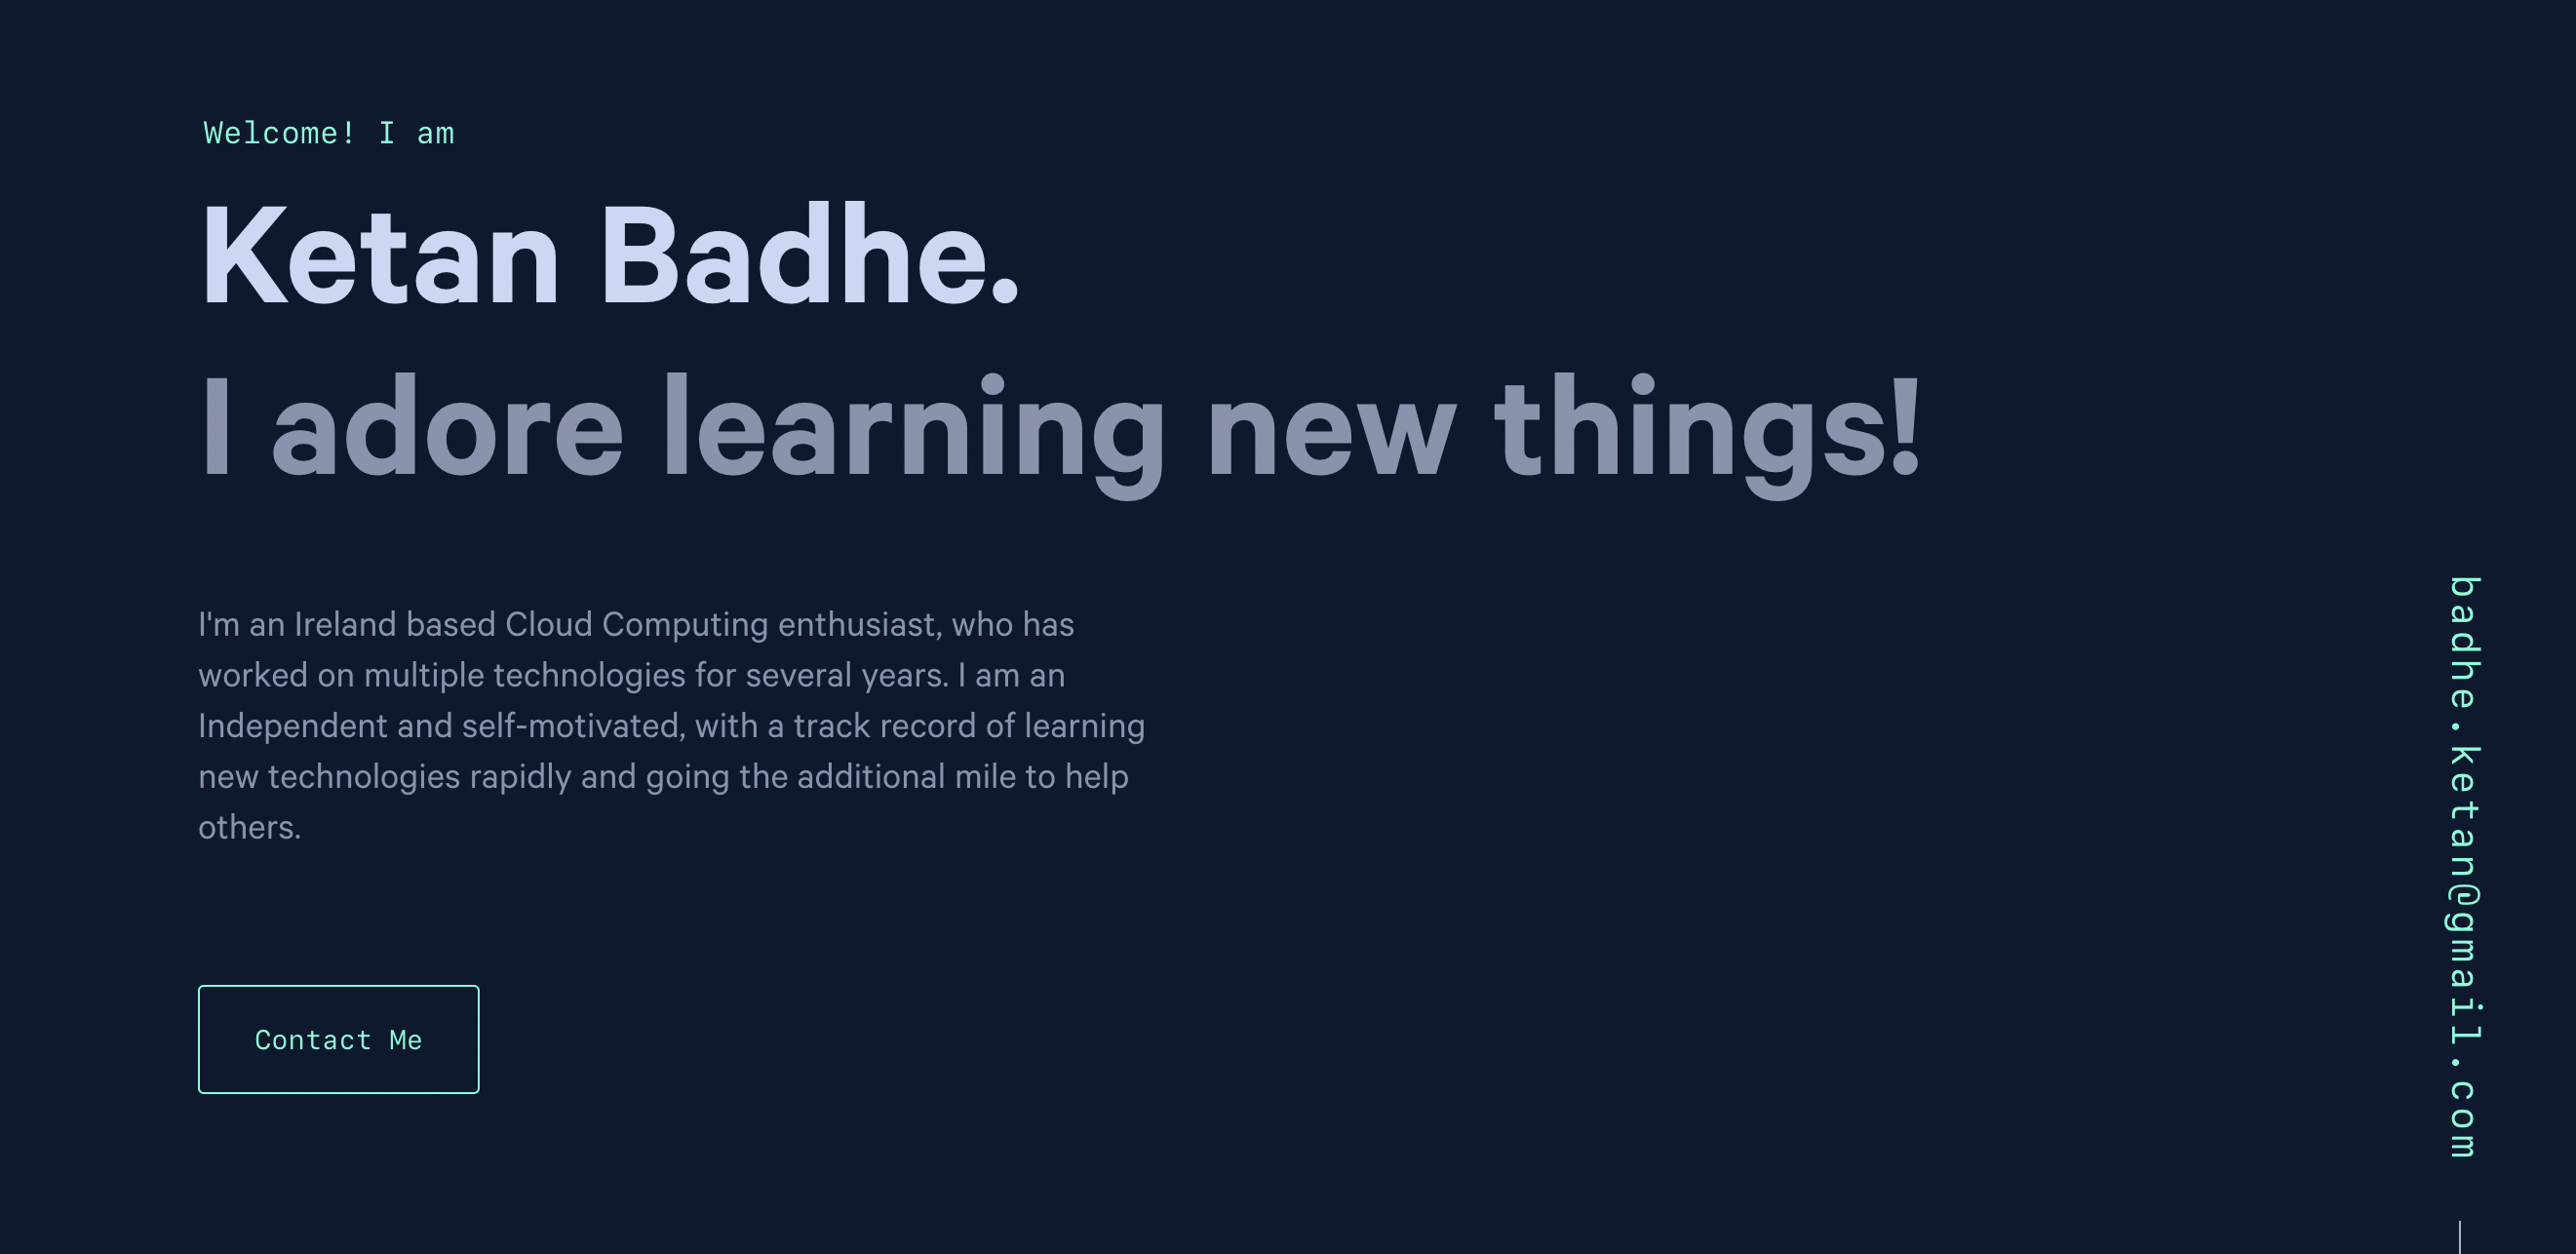 Welcome! I am
Ketan Badhe.
I adore learning new things!
I'm an Ireland based Cloud Computing enthusiast, who has
worked on multiple technologies for several years. I am an
Independent and self-motivated, with a track record of learning
new technologies rapidly and going the additional mile to help
others.
Contact Me
badhe.ketan@gmail.com